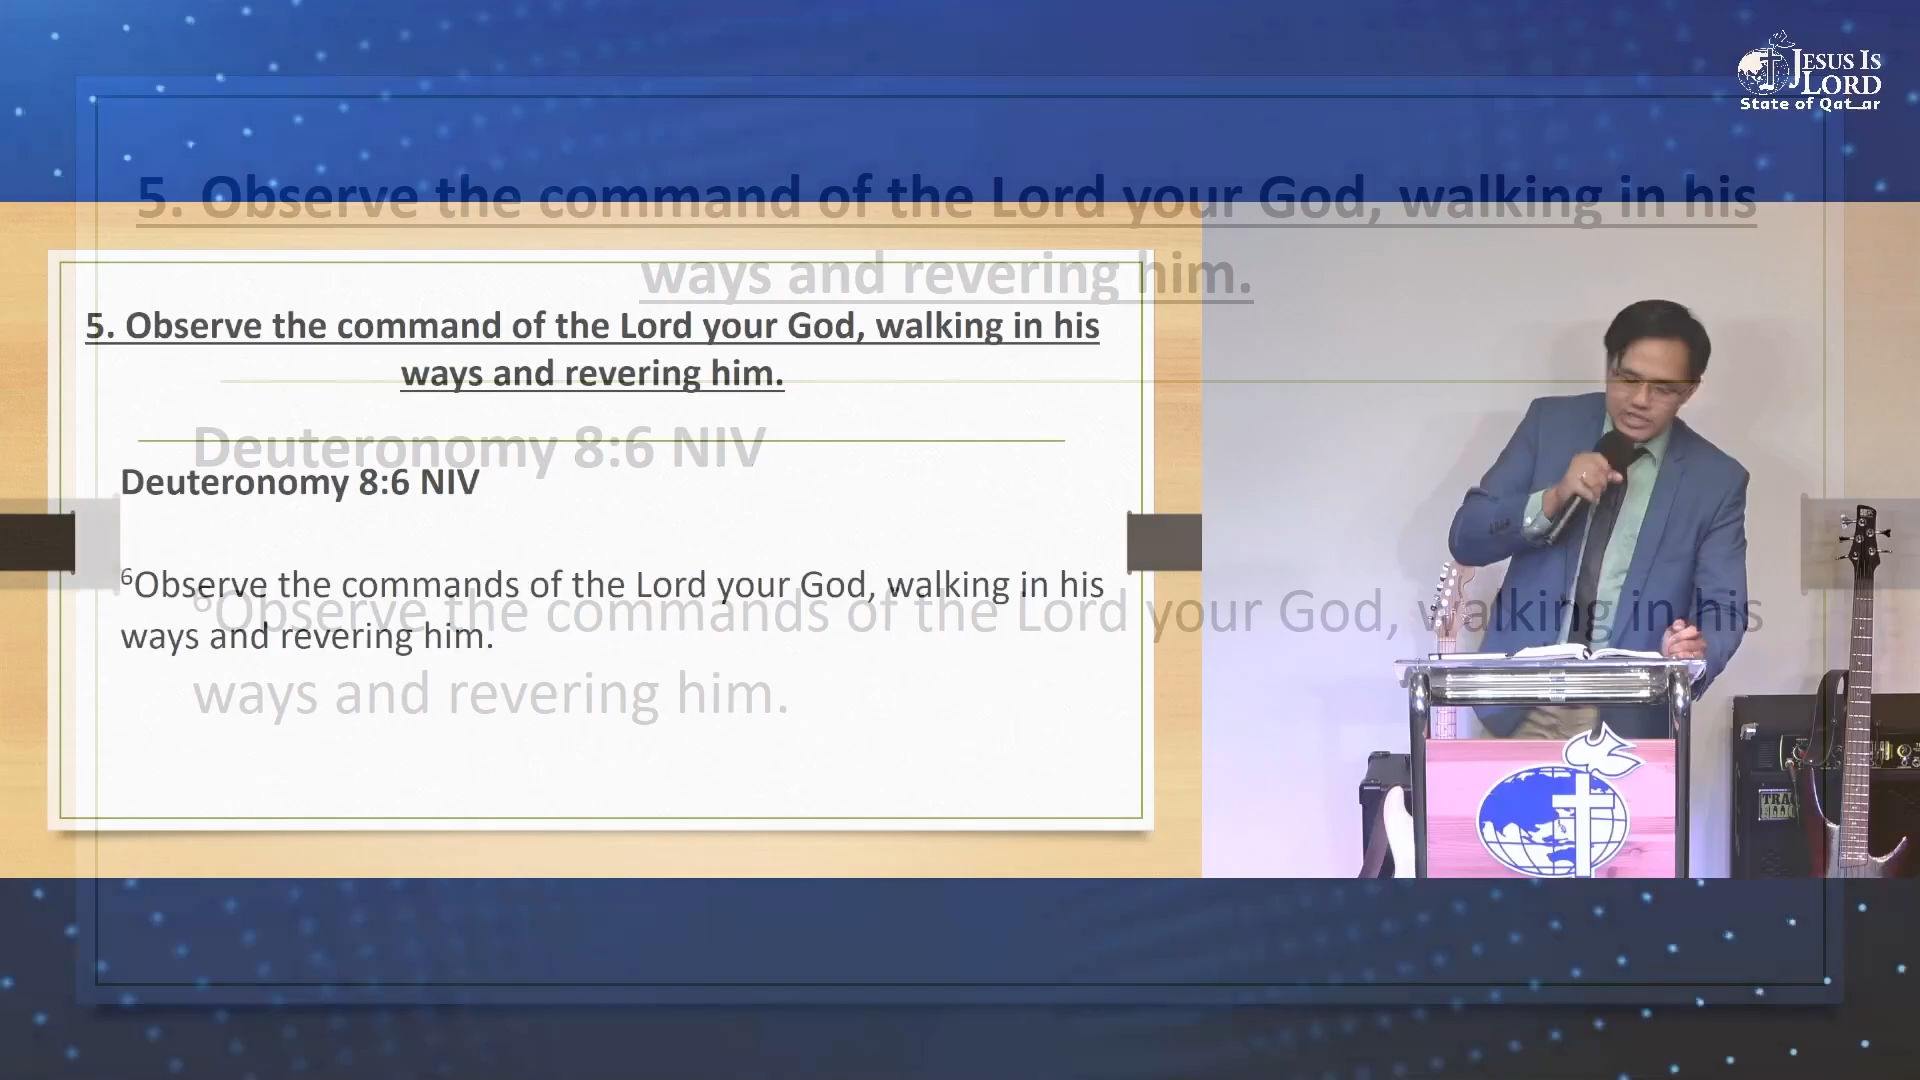 JESUS IS
LORD
State of Qatar
5. Observe the command of the Lord your God, walking in his
ways and revering him.
5. Observe the command of the Lord your God, walking in his
ways and revering him.
Deuteronomy 8:6 NIV
Deuteronomy 8:6 NIV
⁶Observe the commands of the Lord your God, walking in his
ways and revering him.
⁶Observe the commands of the Lord your God, walking in his
ways and revering him.